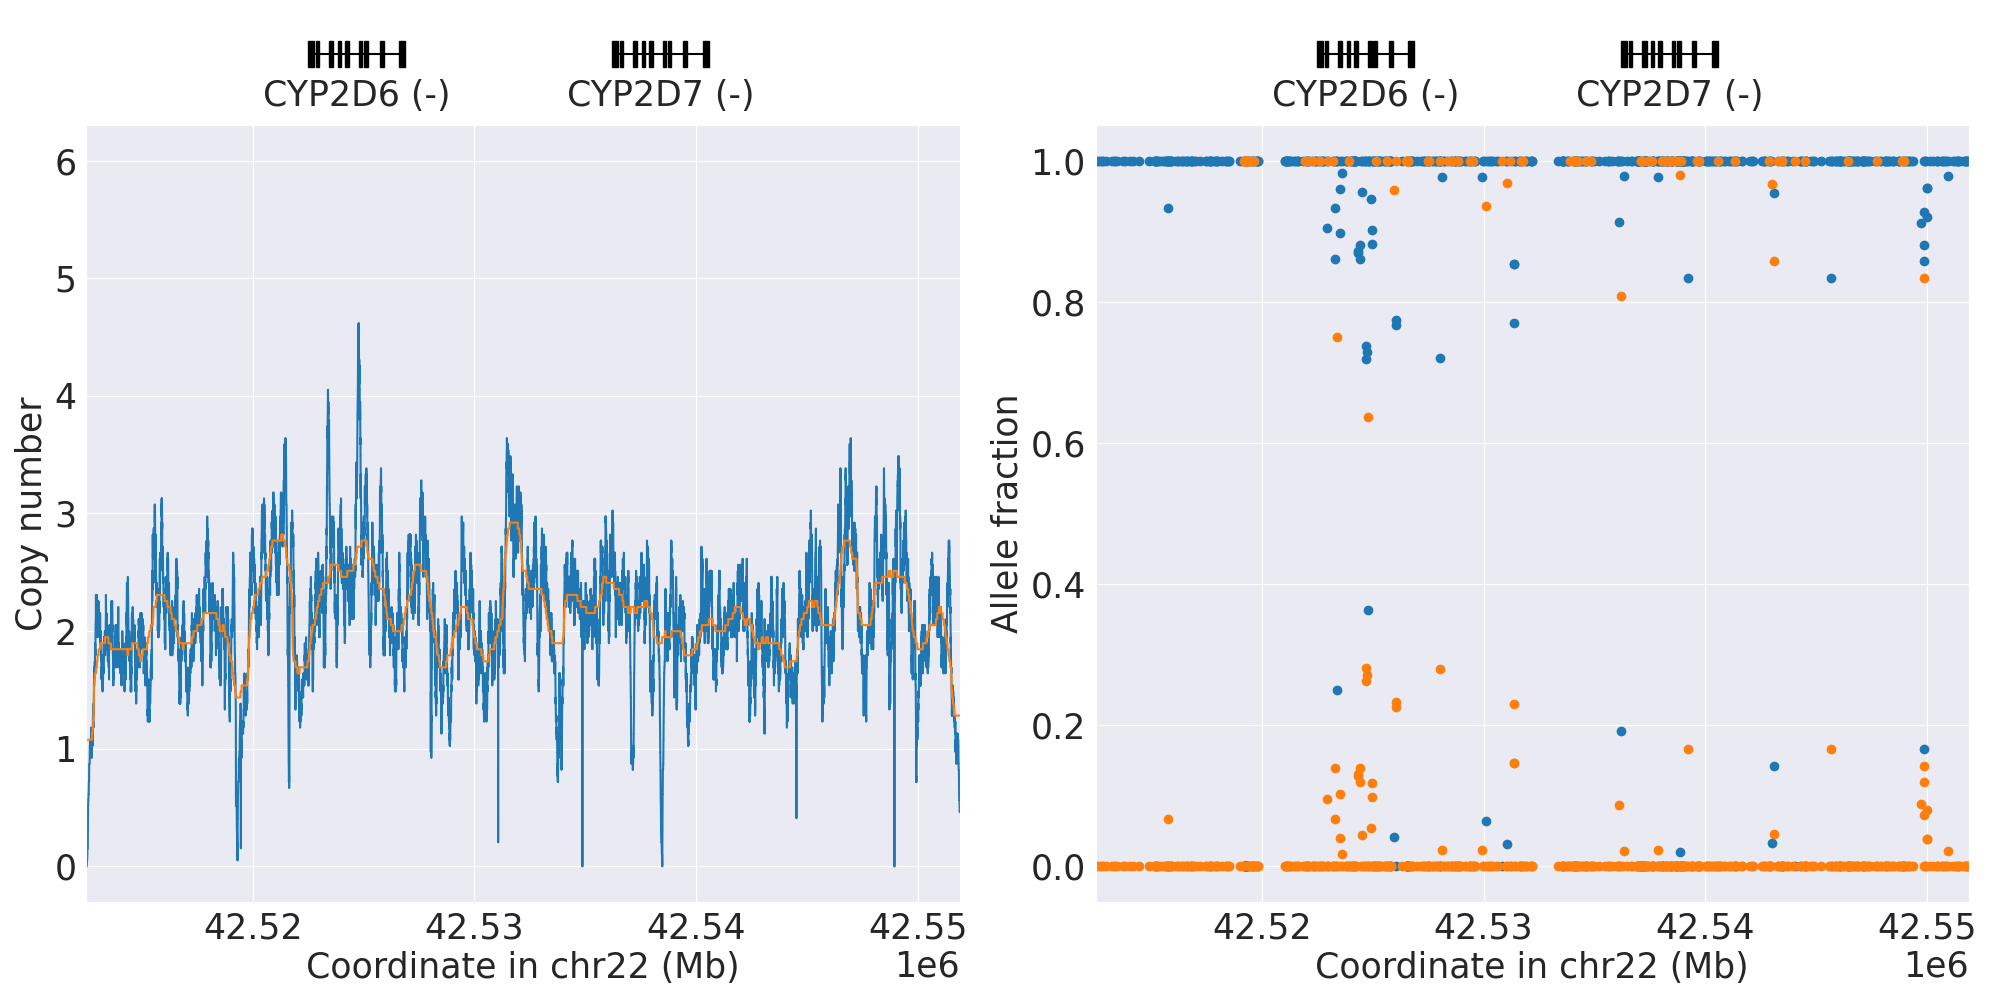 CYP2D6 (-) CYP2D7 (-)
6
5
4
3
2
1
0
Copy number
42.52 42.53 42.54 42.55
Coordinate in chr22 (Mb) 1e6
CYP2D6 (-) CYP2D7 (-)
1.0
0.8
0.6
0.4
0.2
0.0
Allele fraction
42.52 42.53 42.54 42.55
Coordinate in chr22 (Mb) 1e6